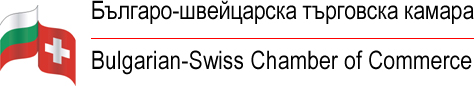 Българо-швейцарска търговска камара
Bulgarian-Swiss Chamber of Commerce